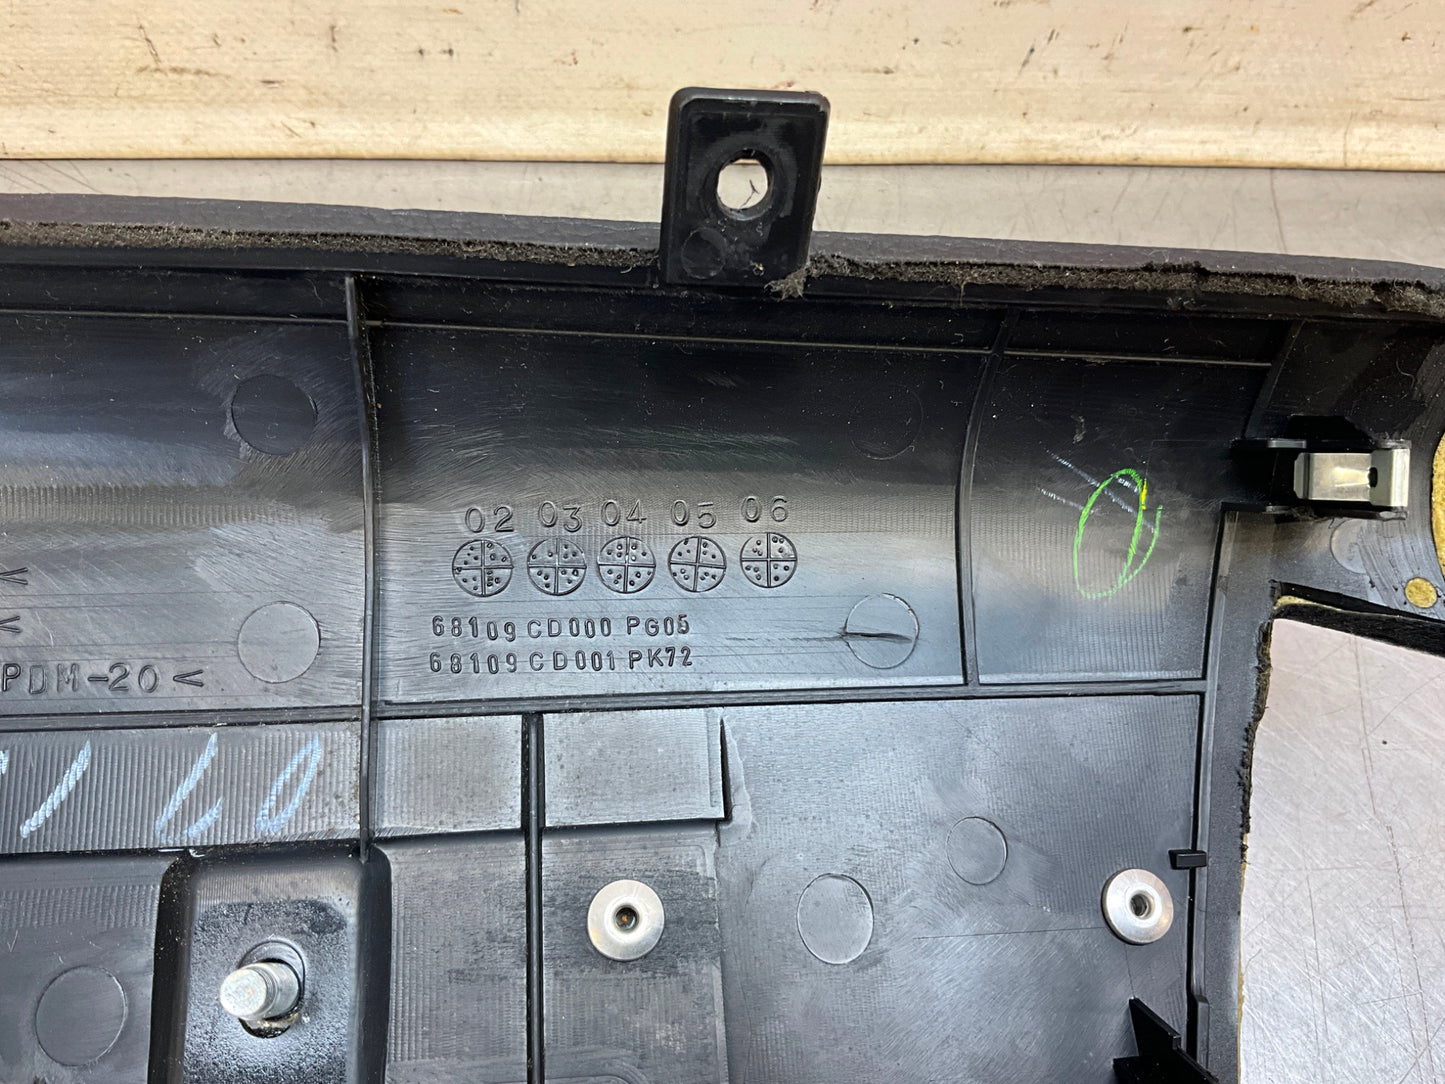 02 03 04 05 06
68109 CD000 PG05
68109 CD001 PK72
PDM-20<